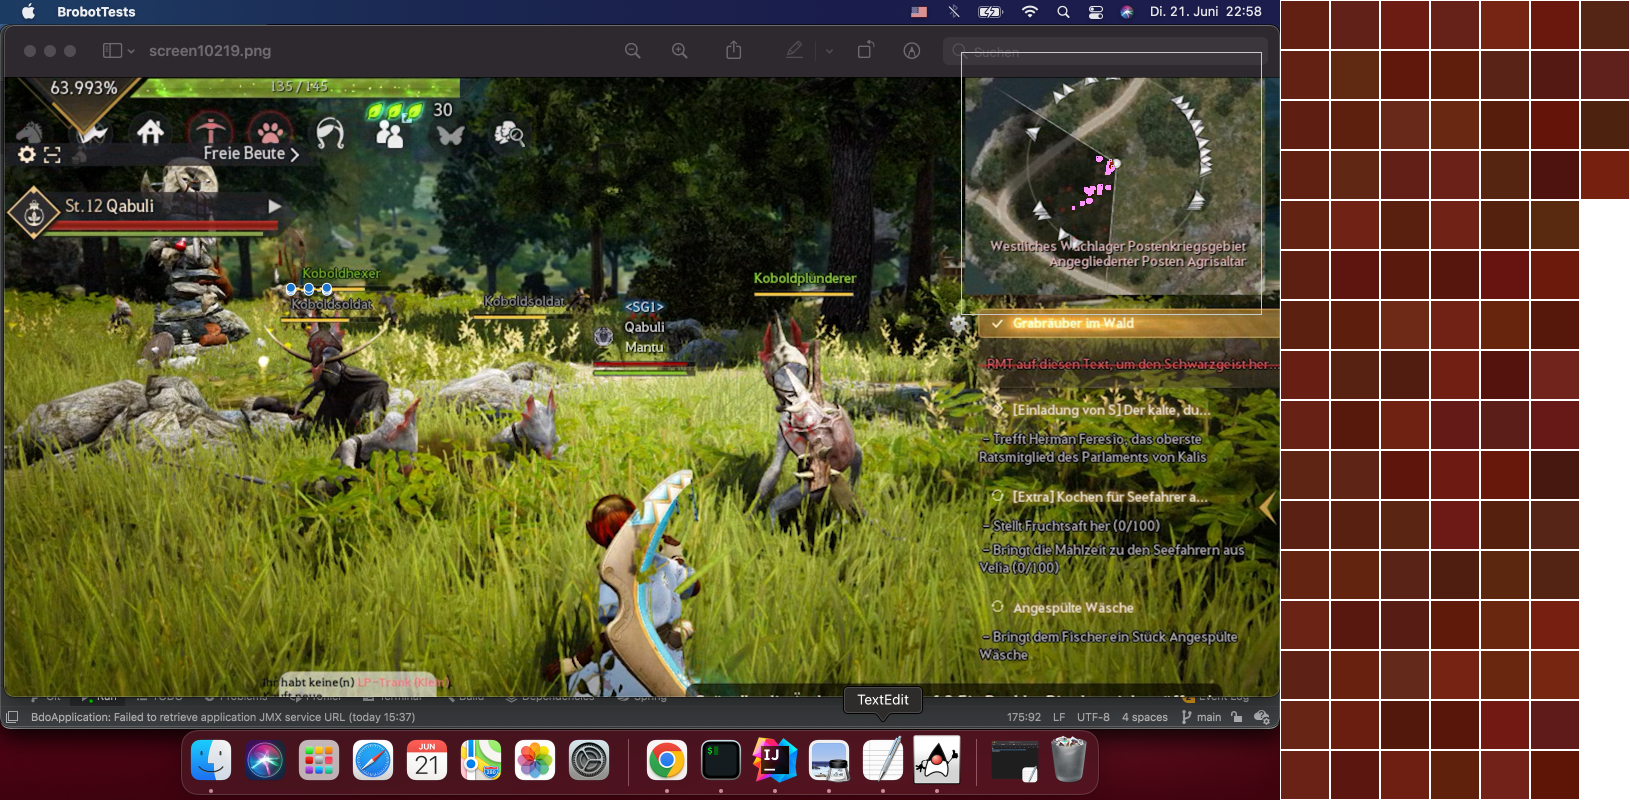 BrobotTests
Di. 21. Juni 22:58
screen10219.png
Suchen
63.993%
135 / 145
30
Freie Beute
St.12 Qabuli
Koboldhexer
Koboldsoldat
Koboldsoldat
<SG1>
Qabuli
Mantu
Koboldplünderer
Westliches Wachlager Postenkriegsgebiet
Angegliederter Posten Agrisaltar
Grabräuber im Wald
RMT auf diesen Text, um den Schwarzgeist her...
[Einladung von S] Der kalte, du...
– Trefft Herman Feresio, das oberste
Ratsmitglied des Parlaments von Kalis
[Extra] Kochen für Seefahrer a...
– Stellt Fruchtsaft her (0/100)
– Bringt die Mahlzeit zu den Seefahrern aus
Velia (0/100)
Angespülte Wäsche
– Bringt dem Fischer ein Stück Angespülte
Wäsche
Ihr habt keine(n) LP-Trank (Klein)
TextEdit
BdoApplication: Failed to retrieve application JMX service URL (today 15:37)
175:92 LF UTF-8 4 spaces main
JUN
21
IJ